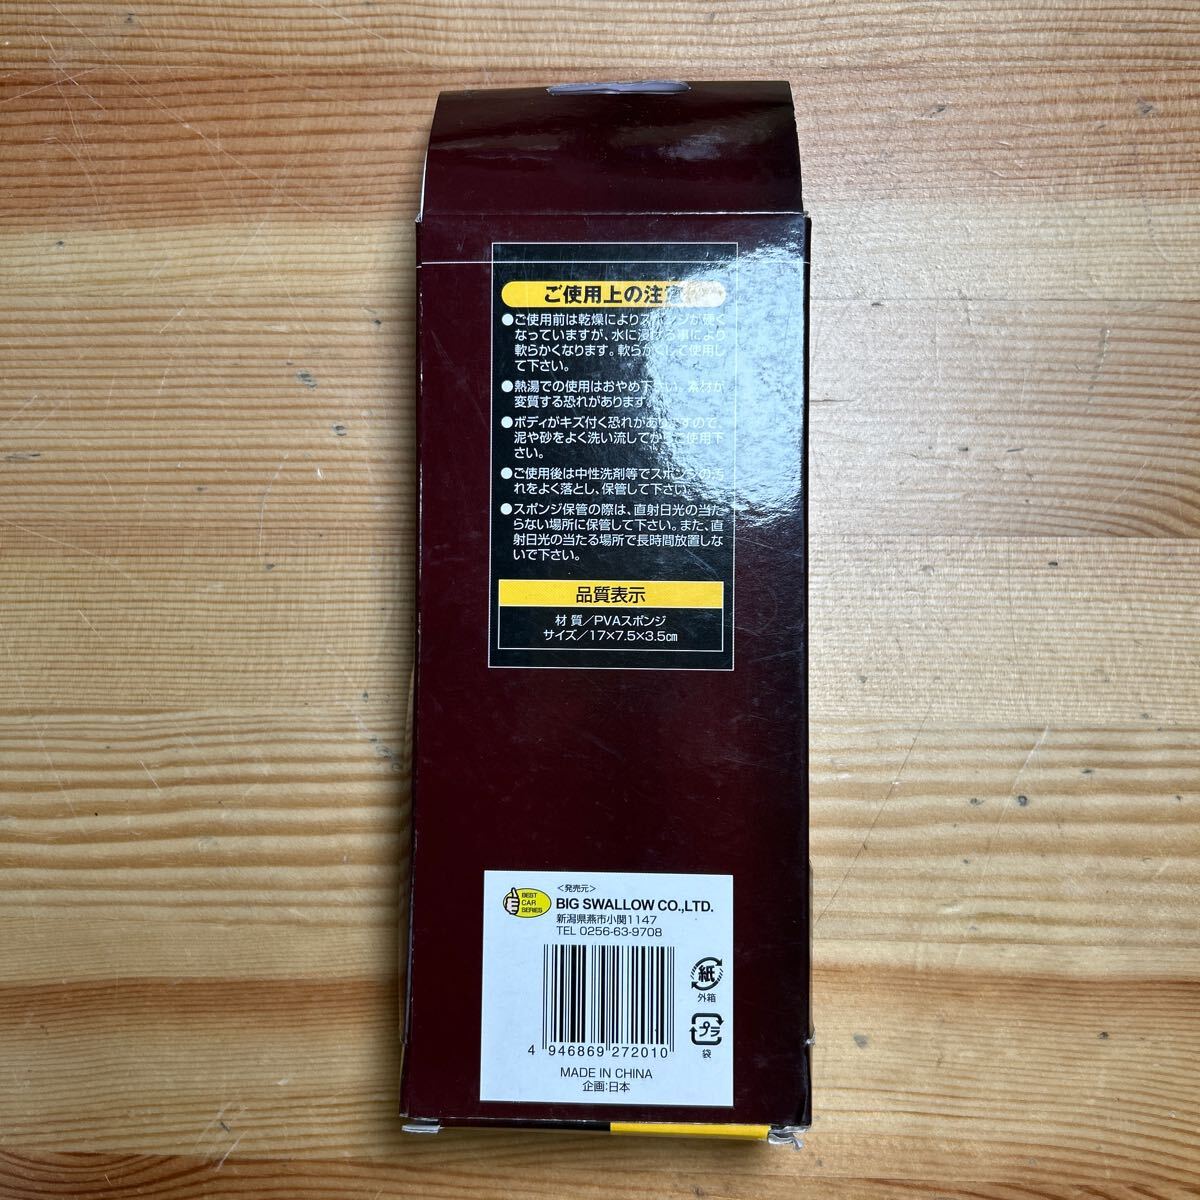 ご使用上の注意
●ご使用前は乾燥によりスポンジが硬く
なっていますが、水に浸ける事により
軟らかくなります。軟らかくして使用し
て下さい。
●熱湯での使用はおやめ下さい。素材が
変質する恐れがあります。
●ボディがキズ付く恐れがありますので、
泥や砂をよく洗い流してからご使用下
さい。
●ご使用後は中性洗剤等でスポンジの汚
れをよく落とし、保管して下さい。
●スポンジ保管の際は、直射日光の当た
らない場所に保管して下さい。また、直
射日光の当たる場所で長時間放置しな
いで下さい。
品質表示
材 質／PVAスポンジ
サイズ／17×7.5×3.5㎝
＜発売元＞
BEST
CAR
SERIES
BIG SWALLOW CO.,LTD.
新潟県燕市小関1147
TEL 0256-63-9708
紙
外箱
プラ
袋
4 946869 272010
MADE IN CHINA
企画:日本